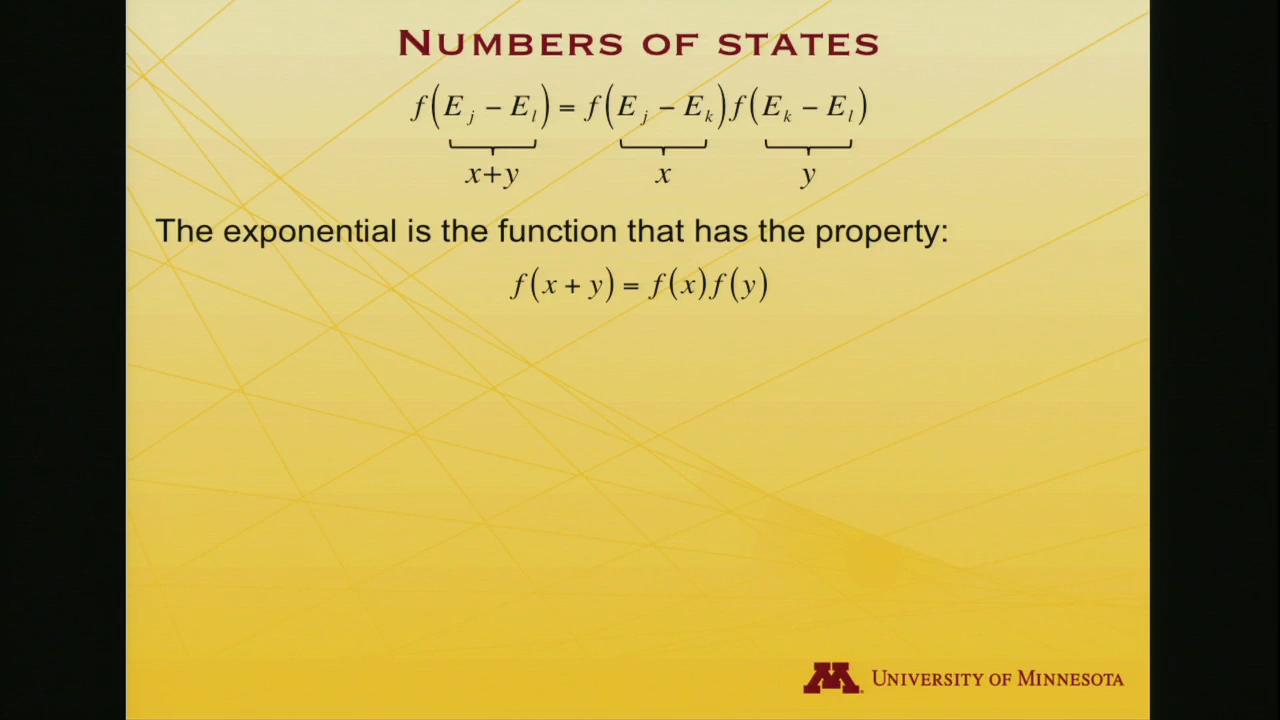 NUMBERS OF STATES
f(E_j − E_l) = f(E_j − E_k)f(E_k − E_l)
x+y x y
The exponential is the function that has the property:
f(x + y) = f(x)f(y)
M UNIVERSITY OF MINNESOTA